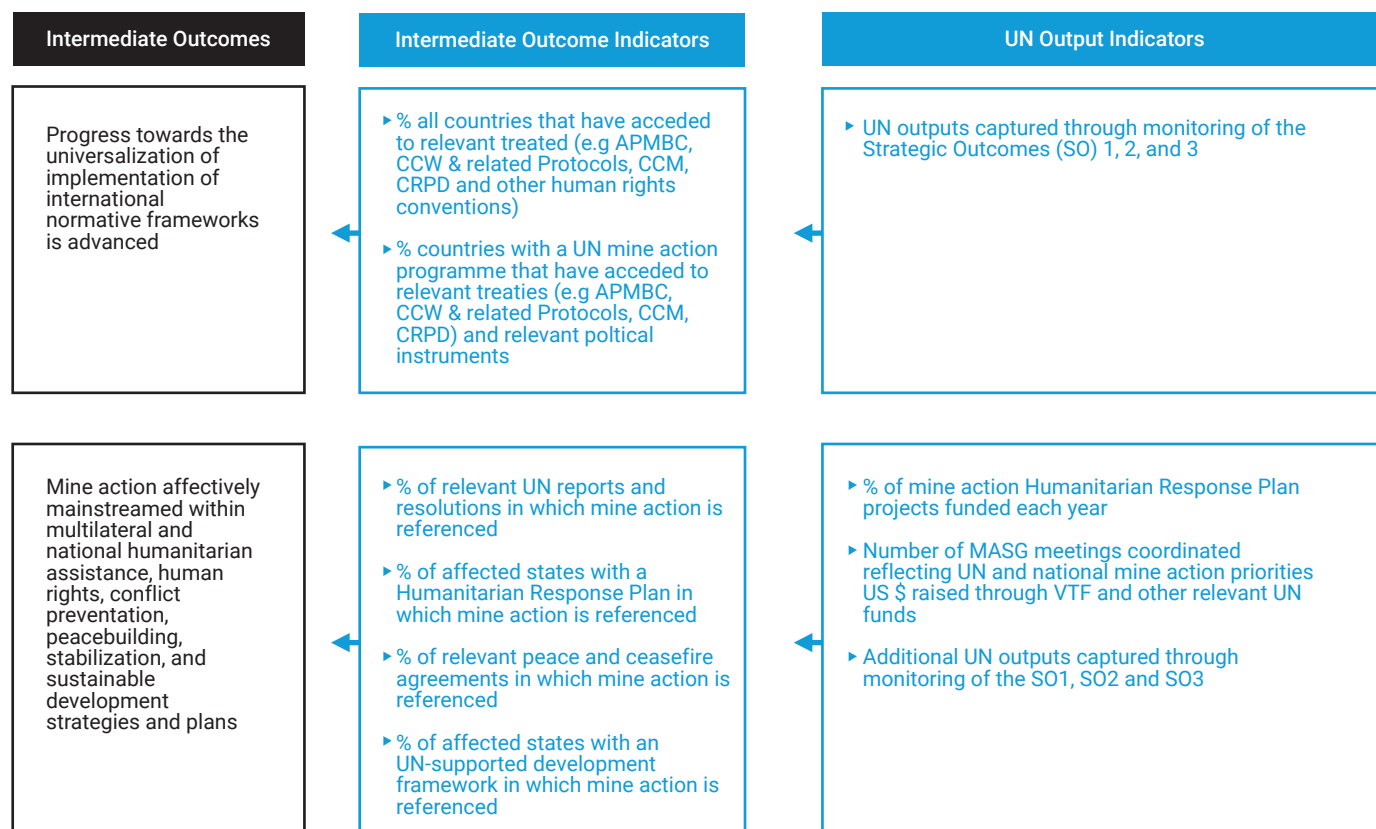 Intermediate Outcomes
Intermediate Outcome Indicators
UN Output Indicators
Progress towards the
universalization of
implementation of
international
normative frameworks
is advanced
▸ % all countries that have acceded
to relevant treated (e.g APMBC,
CCW & related Protocols, CCM,
CRPD and other human rights
conventions)
▸ % countries with a UN mine action
programme that have acceded to
relevant treaties (e.g APMBC,
CCW & related Protocols, CCM,
CRPD) and relevant poltical
instruments
▸ UN outputs captured through monitoring of the
Strategic Outcomes (SO) 1, 2, and 3
Mine action affectively
mainstreamed within
multilateral and
national humanitarian
assistance, human
rights, conflict
preventation,
peacebuilding,
stabilization, and
sustainable
development
strategies and plans
▸ % of relevant UN reports and
resolutions in which mine action is
referenced
▸ % of affected states with a
Humanitarian Response Plan in
which mine action is referenced
▸ % of relevant peace and ceasefire
agreements in which mine action is
referenced
▸ % of affected states with an
UN-supported development
framework in which mine action is
referenced
▸ % of mine action Humanitarian Response Plan
projects funded each year
▸ Number of MASG meetings coordinated
reflecting UN and national mine action priorities
US $ raised through VTF and other relevant UN
funds
▸ Additional UN outputs captured through
monitoring of the SO1, SO2 and SO3